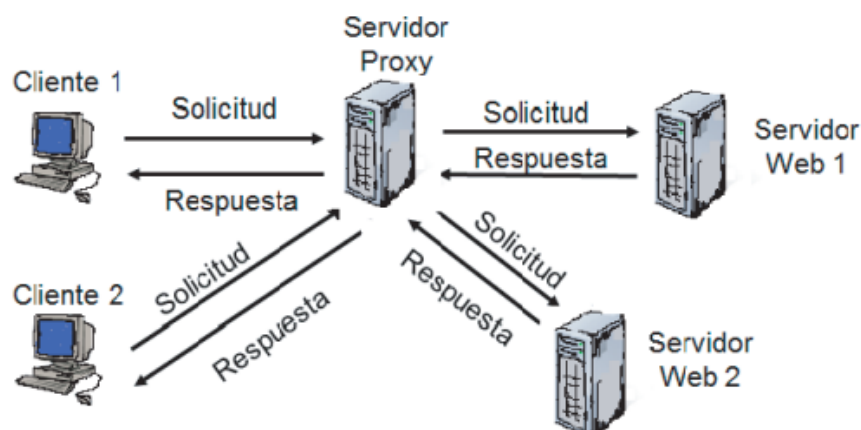 Servidor
Proxy
Cliente 1
Solicitud
Solicitud
Servidor
Web 1
Respuesta
Respuesta
Solicitud
Solicitud
Respuesta
Respuesta
Cliente 2
Servidor
Web 2